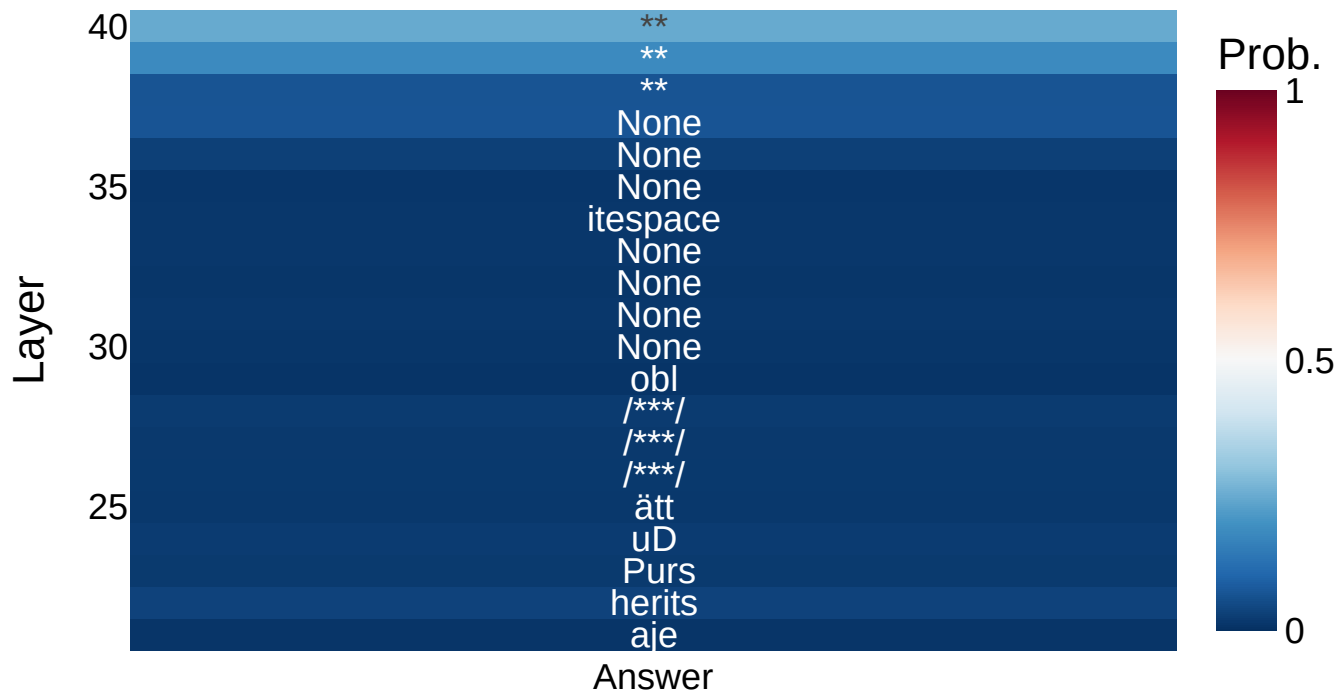 40
**
Prob.
**
1
**
None
None
35
None
itespace
None
Layer
None
None
30
None
0.5
obl
/***/
/***/
/***/
25
ätt
uD
Purs
herits
0
aje
Answer